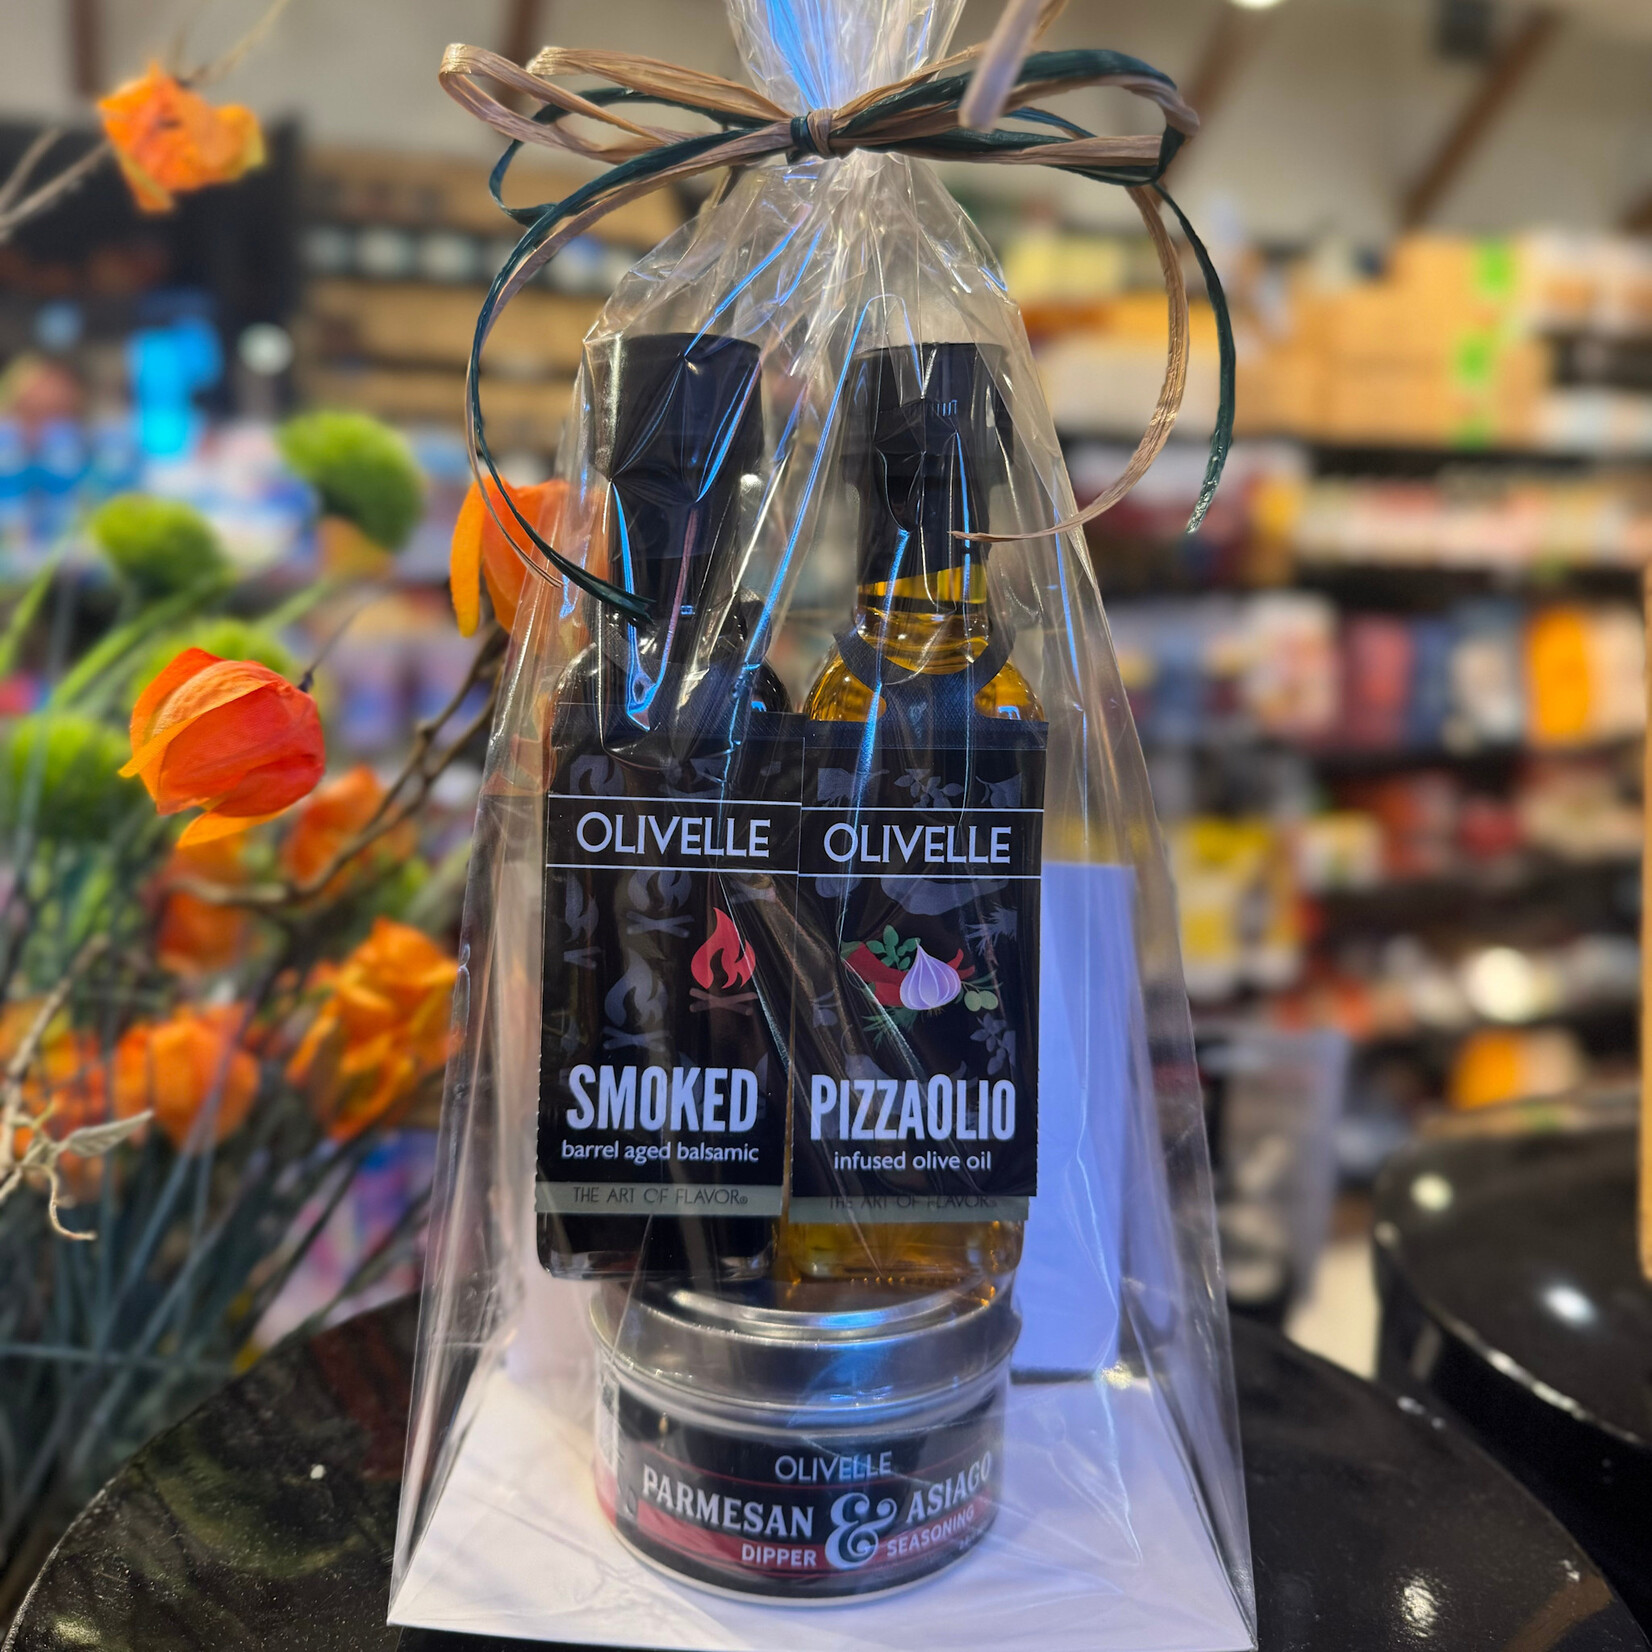 OLIVELLE
SMOKED
barrel aged balsamic
THE ART OF FLAVOR®
OLIVELLE
PIZZAOLIO
infused olive oil
THE ART OF FLAVOR®
OLIVELLE
PARMESAN & ASIAGO
DIPPER SEASONING